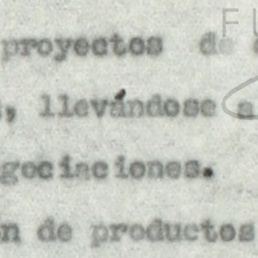 proyectos de
, llevándose a
gociaciones.
n de productos